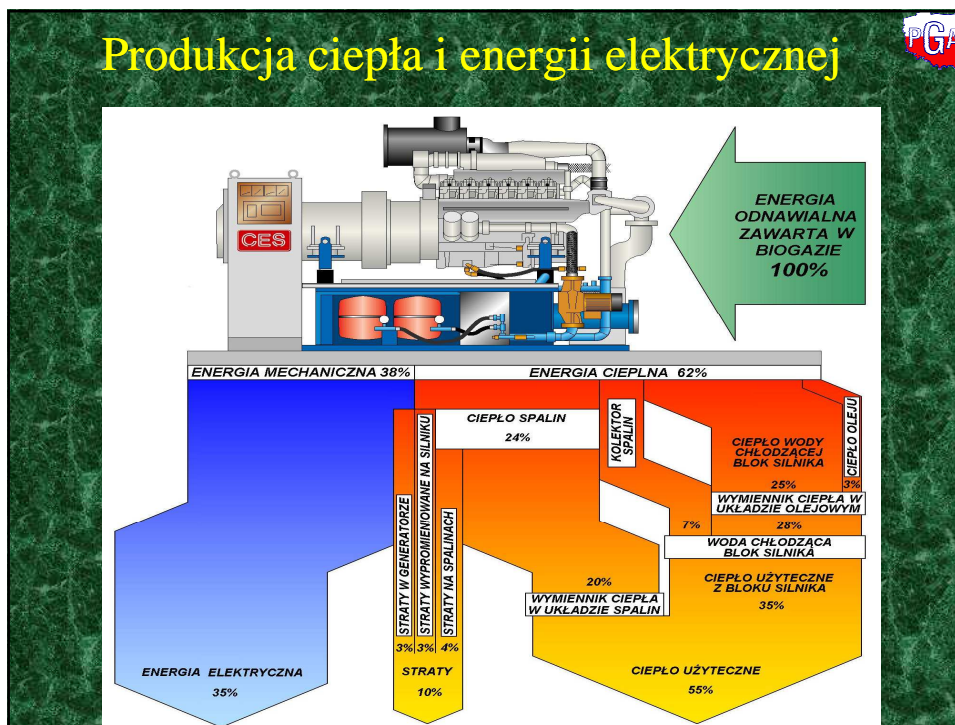 Produkcja ciepła i energii elektrycznej
PGA
CES
ENERGIA
ODNAWIALNA
ZAWARTA W
BIOGAZIE
100%
ENERGIA MECHANICZNA 38%
ENERGIA CIEPLNA 62%
CIEPŁO SPALIN
24%
KOLEKTOR
SPALIN
CIEPŁO WODY
CHŁODZĄCEJ
BLOK SILNIKA
25%
CIEPŁO OLEJU
3%
WYMIENNIK CIEPŁA W
UKŁADZIE OLEJOWYM
7%
28%
WODA CHŁODZĄCA
BLOK SILNIKA
STRATY W GENERATORZE
STRATY WYPROMIENIOWANE NA SILNIKU
STRATY NA SPALINACH
20%
WYMIENNIK CIEPŁA
W UKŁADZIE SPALIN
CIEPŁO UŻYTECZNE
Z BLOKU SILNIKA
35%
3%
3%
4%
ENERGIA ELEKTRYCZNA
35%
STRATY
10%
CIEPŁO UŻYTECZNE
55%